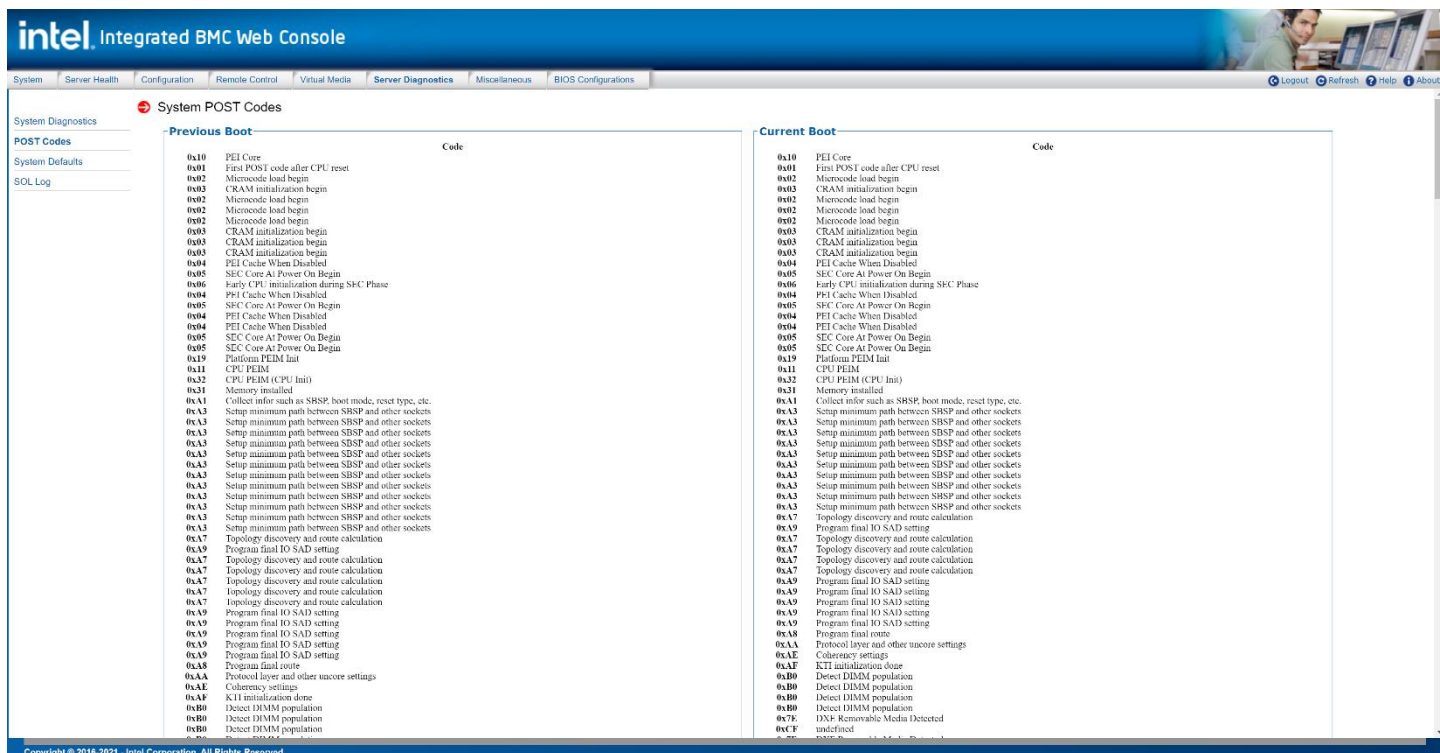 intel. Integrated BMC Web Console
System Server Health Configuration Remote Control Virtual Media Server Diagnostics Miscellaneous BIOS Configurations Logout Refresh Help About
System Diagnostics
POST Codes
System Defaults
SOL Log
System POST Codes
Previous Boot
Code
0x10 PEI Core
0x01 First POST code after CPU reset
0x02 Microcode load begin
0x03 CRAM initialization begin
0x02 Microcode load begin
0x02 Microcode load begin
0x02 Microcode load begin
0x03 CRAM initialization begin
0x03 CRAM initialization begin
0x03 CRAM initialization begin
0x04 PEI Cache When Disabled
0x05 SEC Core At Power On Begin
0x06 Early CPU initialization during SEC Phase
0x04 PEI Cache When Disabled
0x05 SEC Core At Power On Begin
0x04 PEI Cache When Disabled
0x04 PEI Cache When Disabled
0x05 SEC Core At Power On Begin
0x05 SEC Core At Power On Begin
0x19 Platform PEIM Init
0x11 CPU PEIM
0x32 CPU PEIM (CPU Init)
0x31 Memory installed
0xA1 Collect infor such as SBSP, boot mode, reset type, etc.
0xA3 Setup minimum path between SBSP and other sockets
0xA3 Setup minimum path between SBSP and other sockets
0xA3 Setup minimum path between SBSP and other sockets
0xA3 Setup minimum path between SBSP and other sockets
0xA3 Setup minimum path between SBSP and other sockets
0xA3 Setup minimum path between SBSP and other sockets
0xA3 Setup minimum path between SBSP and other sockets
0xA3 Setup minimum path between SBSP and other sockets
0xA3 Setup minimum path between SBSP and other sockets
0xA3 Setup minimum path between SBSP and other sockets
0xA3 Setup minimum path between SBSP and other sockets
0xA3 Setup minimum path between SBSP and other sockets
0xA7 Topology discovery and route calculation
0xA9 Program final IO SAD setting
0xA7 Topology discovery and route calculation
0xA7 Topology discovery and route calculation
0xA7 Topology discovery and route calculation
0xA7 Topology discovery and route calculation
0xA9 Program final IO SAD setting
0xA9 Program final IO SAD setting
0xA9 Program final IO SAD setting
0xA9 Program final IO SAD setting
0xA9 Program final IO SAD setting
0xA8 Program final route
0xAA Protocol layer and other uncore settings
0xAE Coherency settings
0xAF KTI initialization done
0xB0 Detect DIMM population
0xB0 Detect DIMM population
0xB0 Detect DIMM population
Current Boot
Code
0x10 PEI Core
0x01 First POST code after CPU reset
0x02 Microcode load begin
0x03 CRAM initialization begin
0x02 Microcode load begin
0x02 Microcode load begin
0x02 Microcode load begin
0x03 CRAM initialization begin
0x03 CRAM initialization begin
0x03 CRAM initialization begin
0x04 PEI Cache When Disabled
0x05 SEC Core At Power On Begin
0x06 Early CPU initialization during SEC Phase
0x04 PEI Cache When Disabled
0x05 SEC Core At Power On Begin
0x04 PEI Cache When Disabled
0x04 PEI Cache When Disabled
0x05 SEC Core At Power On Begin
0x05 SEC Core At Power On Begin
0x19 Platform PEIM Init
0x11 CPU PEIM
0x32 CPU PEIM (CPU Init)
0x31 Memory installed
0xA1 Collect infor such as SBSP, boot mode, reset type, etc.
0xA3 Setup minimum path between SBSP and other sockets
0xA3 Setup minimum path between SBSP and other sockets
0xA3 Setup minimum path between SBSP and other sockets
0xA3 Setup minimum path between SBSP and other sockets
0xA3 Setup minimum path between SBSP and other sockets
0xA3 Setup minimum path between SBSP and other sockets
0xA3 Setup minimum path between SBSP and other sockets
0xA3 Setup minimum path between SBSP and other sockets
0xA3 Setup minimum path between SBSP and other sockets
0xA3 Setup minimum path between SBSP and other sockets
0xA7 Topology discovery and route calculation
0xA9 Program final IO SAD setting
0xA7 Topology discovery and route calculation
0xA7 Topology discovery and route calculation
0xA7 Topology discovery and route calculation
0xA7 Topology discovery and route calculation
0xA9 Program final IO SAD setting
0xA9 Program final IO SAD setting
0xA9 Program final IO SAD setting
0xA9 Program final IO SAD setting
0xA9 Program final IO SAD setting
0xA8 Program final route
0xAA Protocol layer and other uncore settings
0xAE Coherency settings
0xAF KTI initialization done
0xB0 Detect DIMM population
0xB0 Detect DIMM population
0xB0 Detect DIMM population
0xB0 Detect DIMM population
0x7E DXE Removable Media Detected
0xCF undefined
Copyright © 2016-2021 - Intel Corporation. All Rights Reserved.